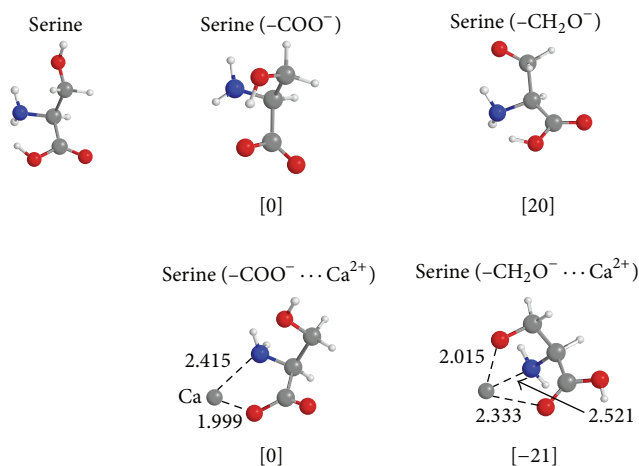 Serine
Serine (–COO⁻)
Serine (–CH₂O⁻)
[0]
[20]
Serine (–COO⁻ ⋯ Ca²⁺)
Serine (–CH₂O⁻ ⋯ Ca²⁺)
2.415
Ca
1.999
2.015
2.333
2.521
[0]
[−21]